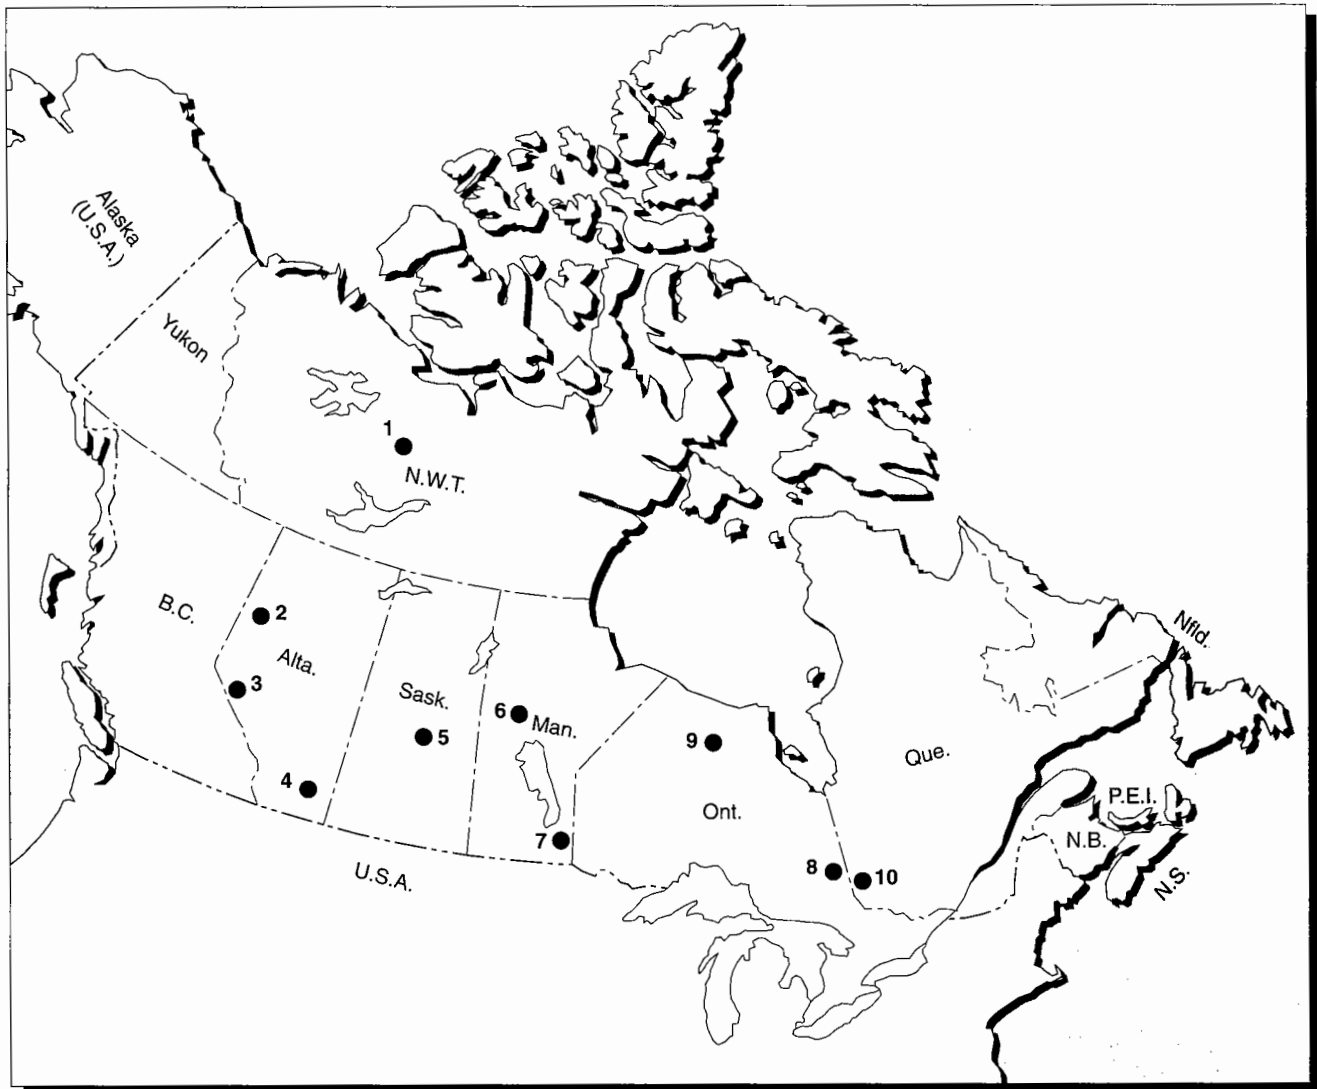 Alaska
(U.S.A.)
Yukon
1
N.W.T.
B.C.
2
Alta.
3
Sask.
4
5
6
Man.
7
U.S.A.
9
Ont.
8
10
Que.
Nfld.
P.E.I.
N.B.
N.S.